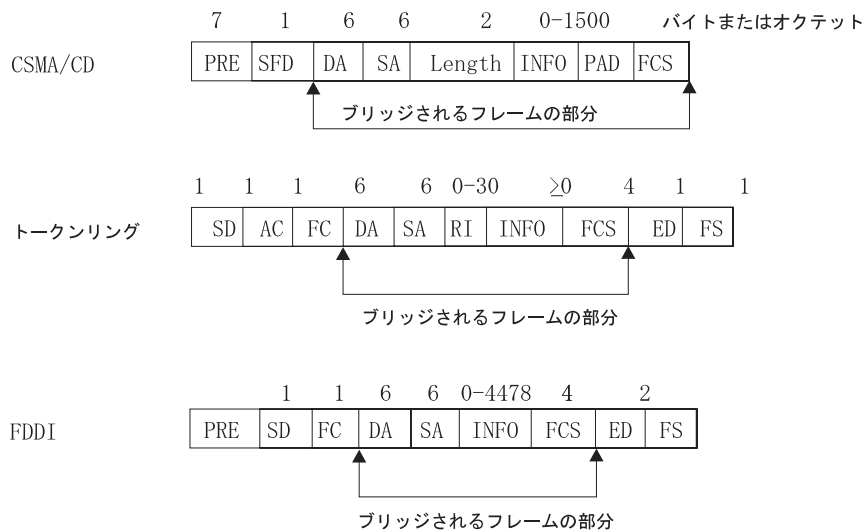 7 1 6 6 2 0-1500 バイトまたはオクテット
CSMA/CD PRE SFD DA SA Length INFO PAD FCS
ブリッジされるフレームの部分
1 1 1 6 6 0-30 ≥0 4 1 1
トークンリング SD AC FC DA SA RI INFO FCS ED FS
ブリッジされるフレームの部分
1 1 6 6 0-4478 4 2
FDDI PRE SD FC DA SA INFO FCS ED FS
ブリッジされるフレームの部分